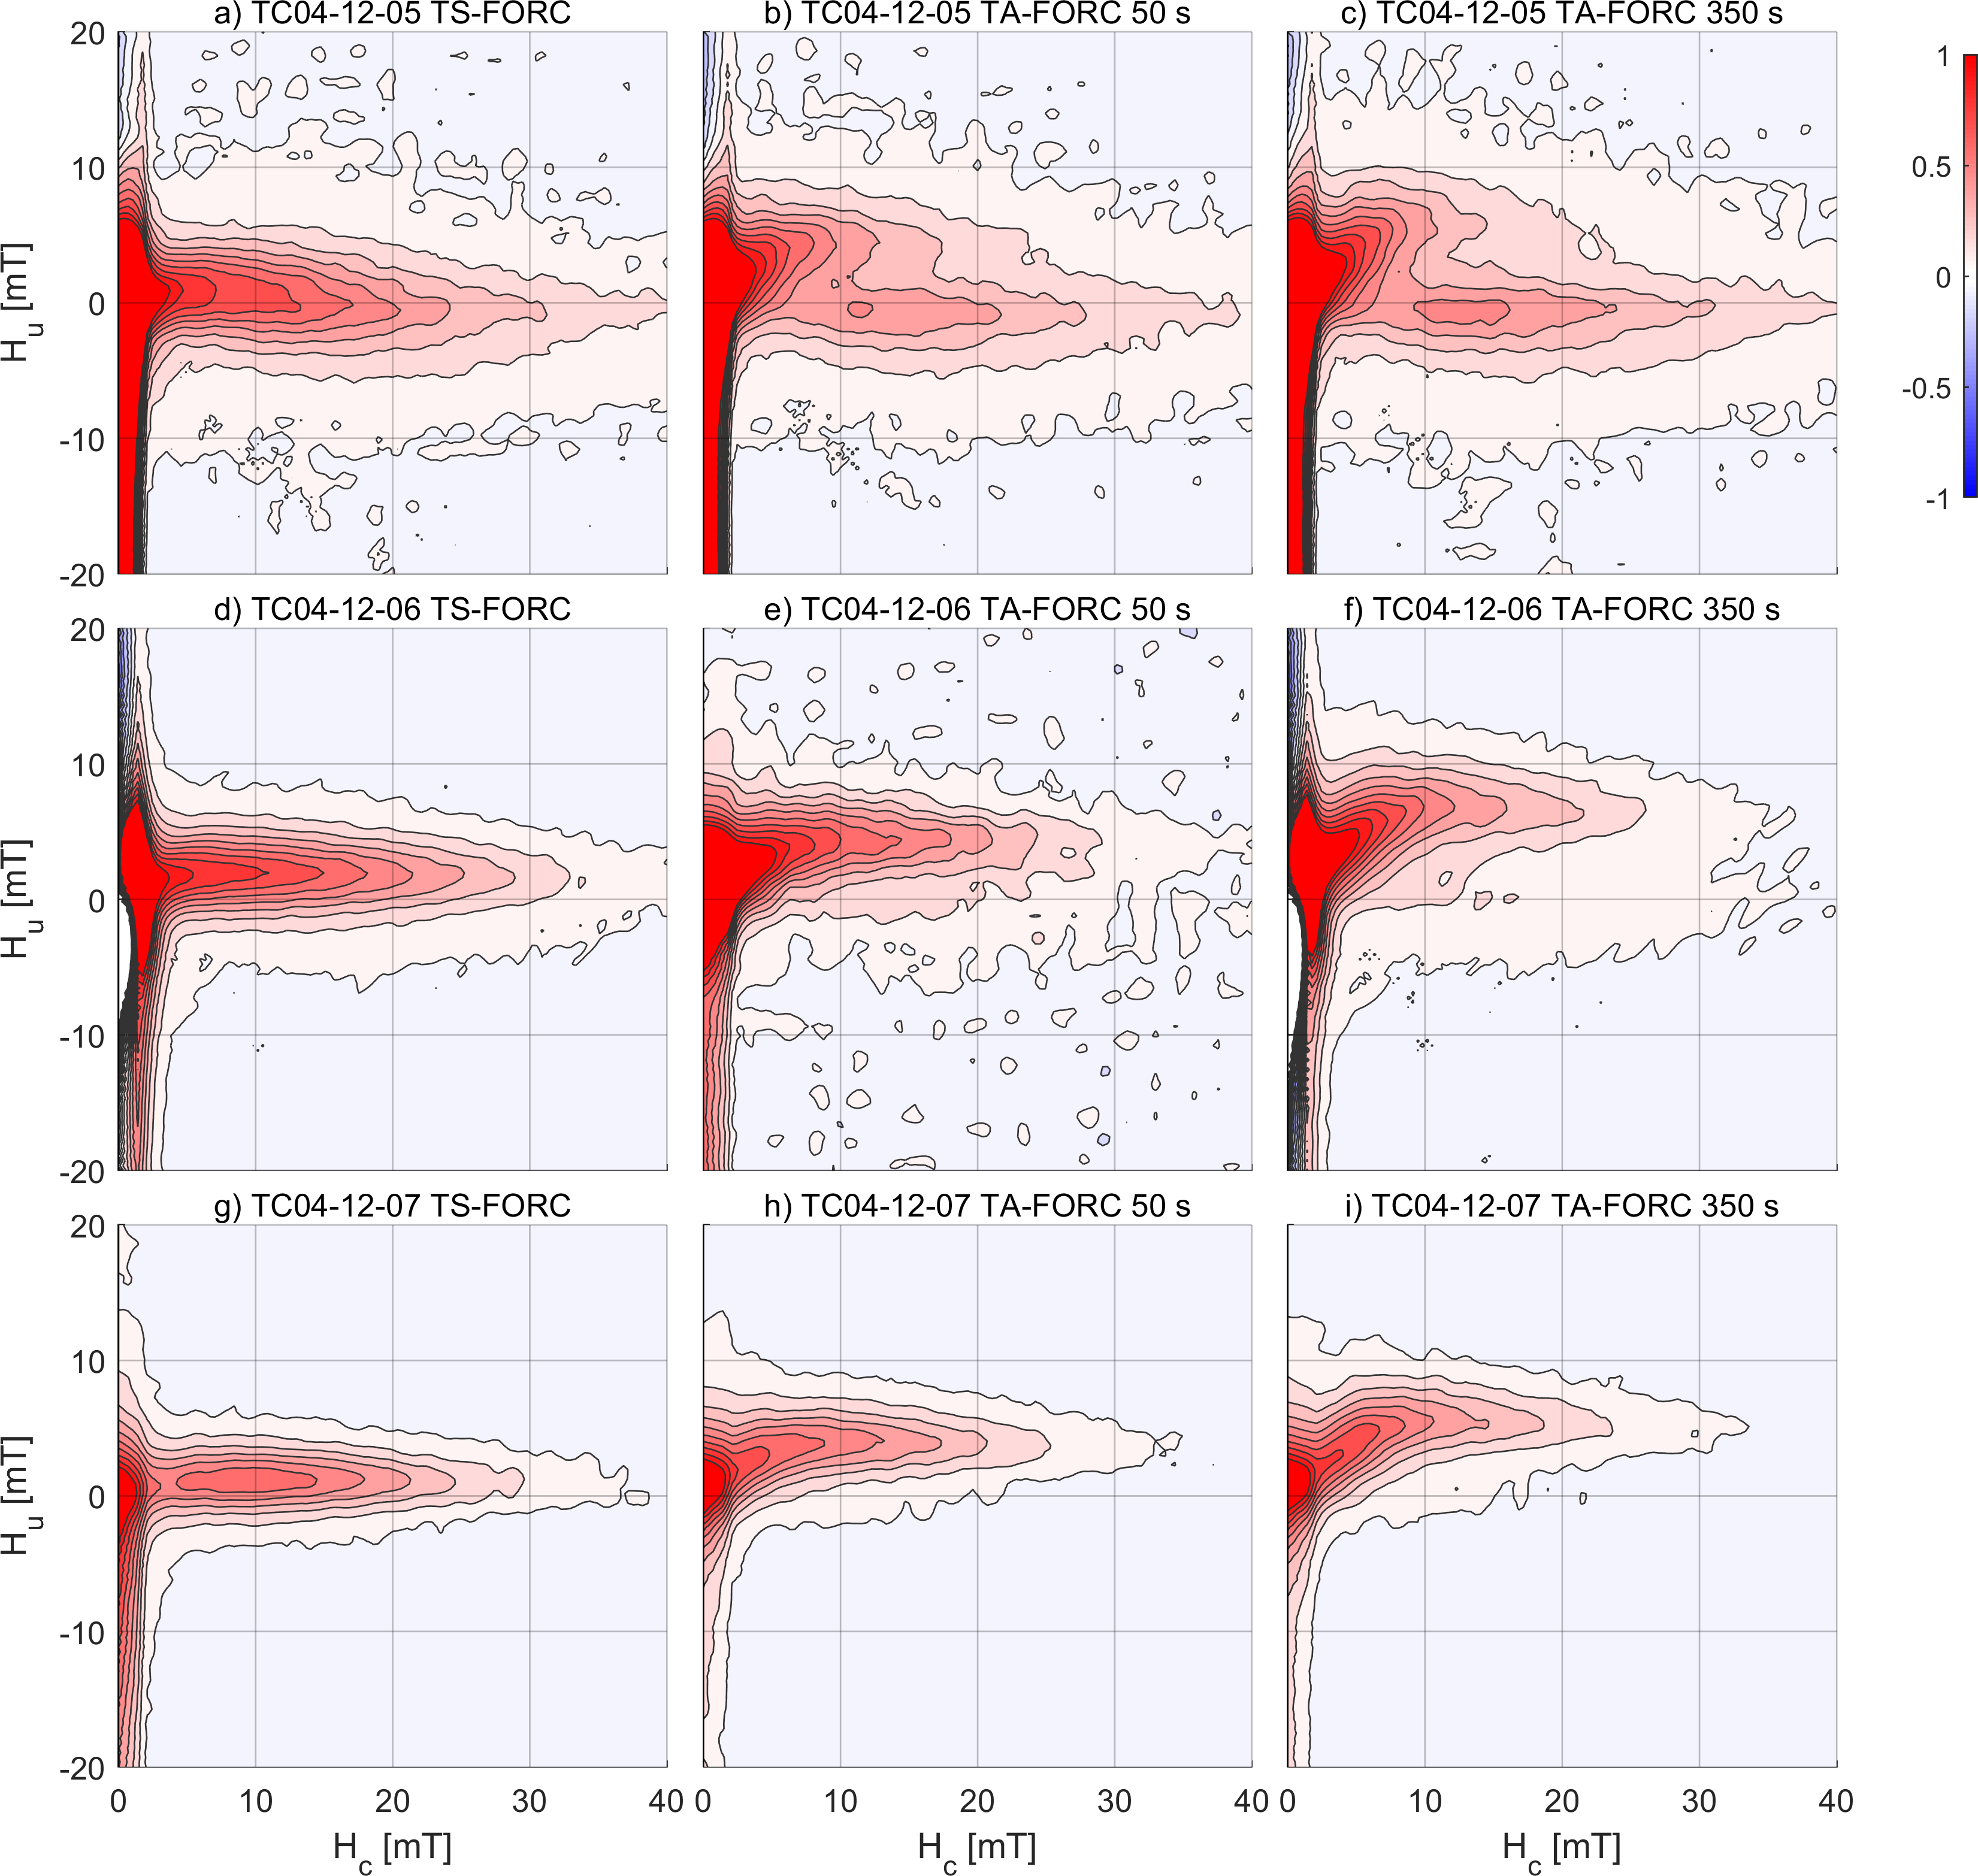 a) TC04-12-05 TS-FORC
b) TC04-12-05 TA-FORC 50 s
c) TC04-12-05 TA-FORC 350 s
20
10
0
-10
-20
H_u [mT]
1
0.5
0
-0.5
-1
d) TC04-12-06 TS-FORC
e) TC04-12-06 TA-FORC 50 s
f) TC04-12-06 TA-FORC 350 s
20
10
0
-10
-20
H_u [mT]
g) TC04-12-07 TS-FORC
h) TC04-12-07 TA-FORC 50 s
i) TC04-12-07 TA-FORC 350 s
20
10
0
-10
-20
H_u [mT]
0 10 20 30 40
0 10 20 30 40
0 10 20 30 40
H_c [mT]
H_c [mT]
H_c [mT]